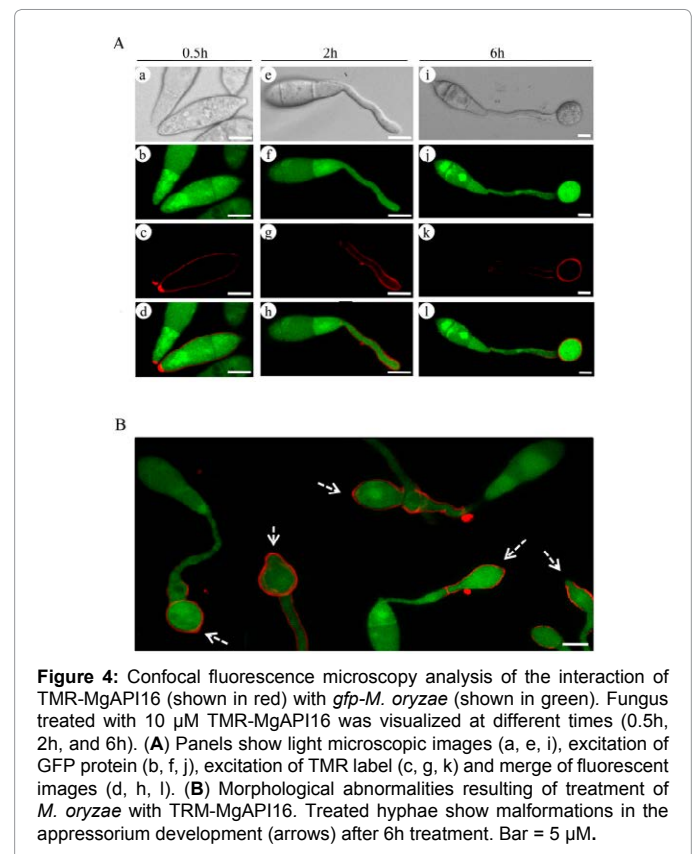 A
0.5h 2h 6h
a e i
b f j
c g k
d h l
B
Figure 4: Confocal fluorescence microscopy analysis of the interaction of
TMR-MgAPI16 (shown in red) with gfp-M. oryzae (shown in green). Fungus
treated with 10 µM TMR-MgAPI16 was visualized at different times (0.5h,
2h, and 6h). (A) Panels show light microscopic images (a, e, i), excitation of
GFP protein (b, f, j), excitation of TMR label (c, g, k) and merge of fluorescent
images (d, h, l). (B) Morphological abnormalities resulting of treatment of
M. oryzae with TRM-MgAPI16. Treated hyphae show malformations in the
appressorium development (arrows) after 6h treatment. Bar = 5 µM.